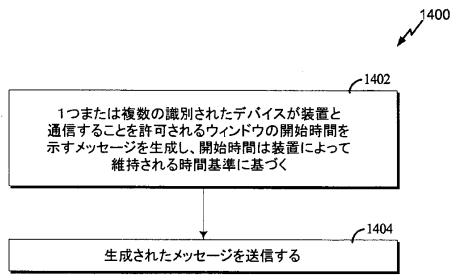 1400
1402
1つまたは複数の識別されたデバイスが装置と
通信することを許可されるウィンドウの開始時間を
示すメッセージを生成し、開始時間は装置によって
維持される時間基準に基づく
1404
生成されたメッセージを送信する